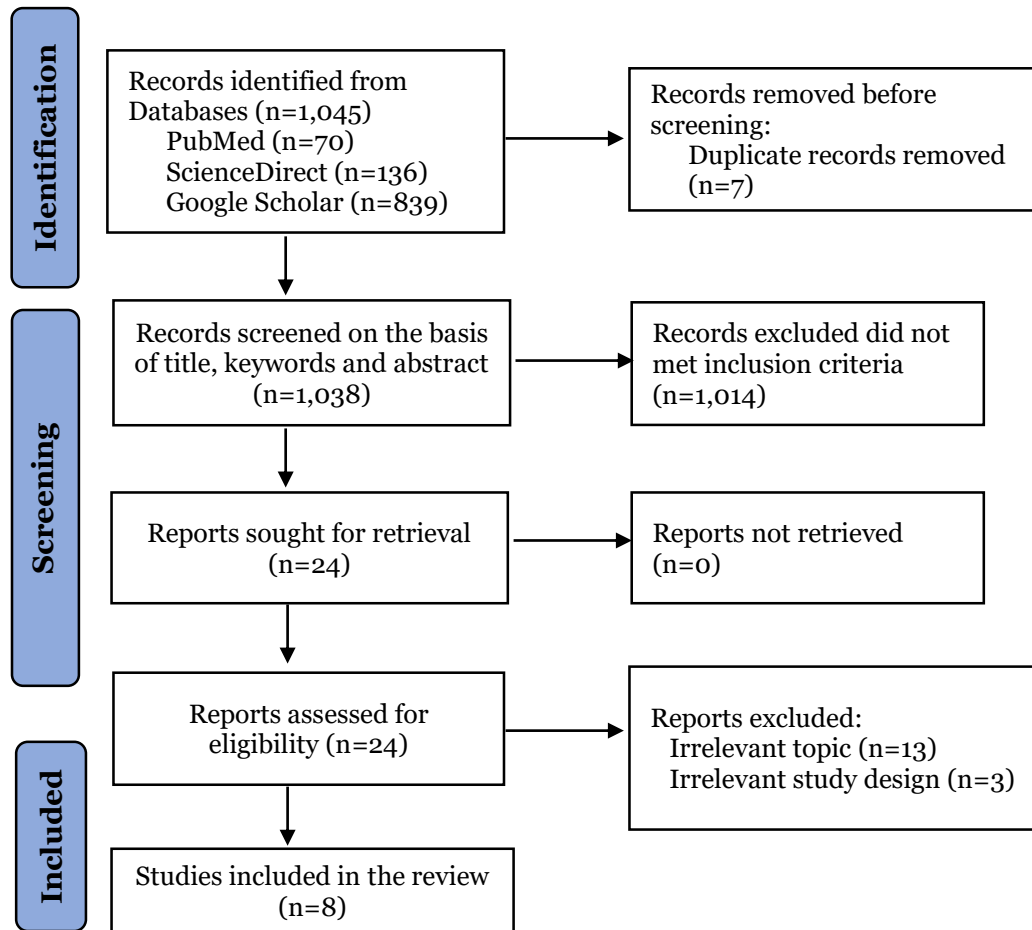 Identification
Records identified from
Databases (n=1,045)
PubMed (n=70)
ScienceDirect (n=136)
Google Scholar (n=839)
Records removed before
screening:
Duplicate records removed
(n=7)
Screening
Records screened on the basis
of title, keywords and abstract
(n=1,038)
Records excluded did not
met inclusion criteria
(n=1,014)
Reports sought for retrieval
(n=24)
Reports not retrieved
(n=0)
Reports assessed for
eligibility (n=24)
Reports excluded:
Irrelevant topic (n=13)
Irrelevant study design (n=3)
Included
Studies included in the review
(n=8)